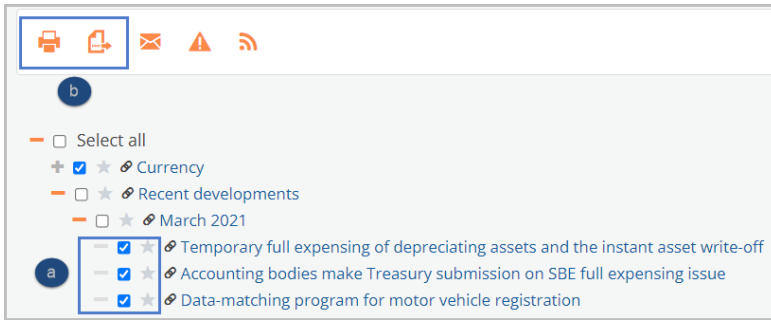 b
Select all
Currency
Recent developments
March 2021
a
Temporary full expensing of depreciating assets and the instant asset write-off
Accounting bodies make Treasury submission on SBE full expensing issue
Data-matching program for motor vehicle registration